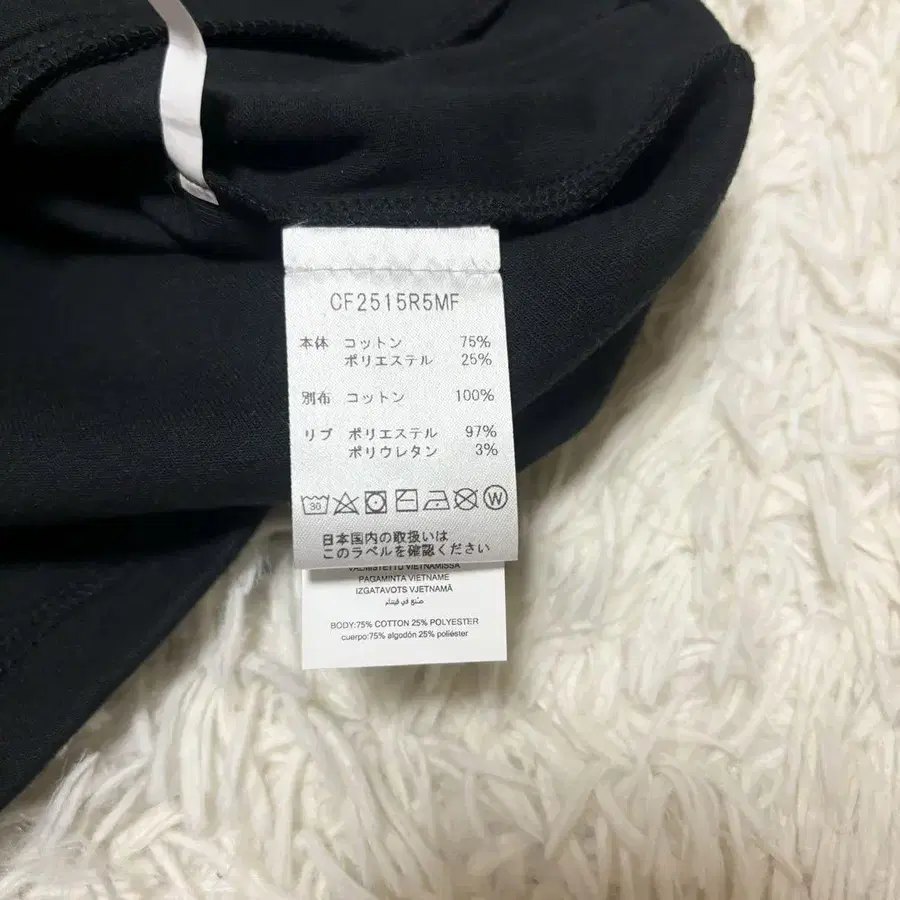 CF2515R5MF
本体 コットン 75%
ポリエステル 25%
別布 コットン 100%
リブ ポリエステル 97%
ポリウレタン 3%
30 W
日本国内の取扱いは
このラベルを確認ください
VALMISTETTU VIETNAMISSA
PAGAMINTA VIETNAME
IZGATAVOTS VJETNAMĀ
صنع في فيتنام
BODY:75% COTTON 25% POLYESTER
cuerpo:75% algodón 25% poliéster